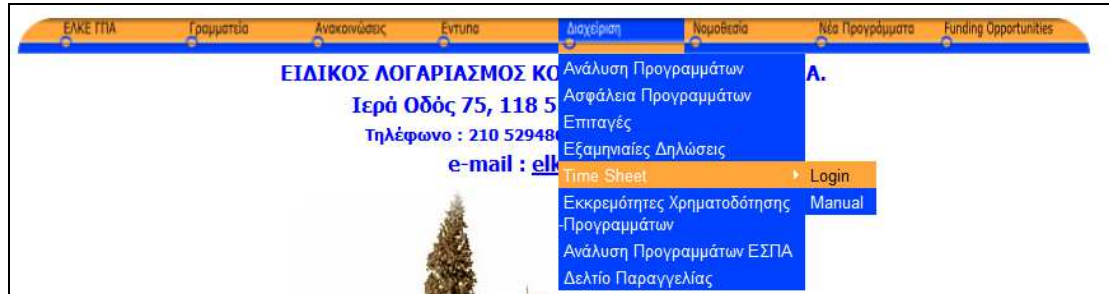 ΕΛΚΕ ΓΠΑ Γραμματεία Ανακοινώσεις Εντυπα Διαχείριση Νομοθεσία Νέα Προγράμματα Funding Opportunities
ΕΙΔΙΚΟΣ ΛΟΓΑΡΙΑΣΜΟΣ ΚΟ Α.
Ιερά Οδός 75, 118 5
Τηλέφωνο : 210 52948
e-mail : elk
Ανάλυση Προγραμμάτων
Ασφάλεια Προγραμμάτων
Επιταγές
Εξαμηνιαίες Δηλώσεις
Time Sheet Login
Εκκρεμότητες Χρηματοδότησης Manual
-Προγραμμάτων
Ανάλυση Προγραμμάτων ΕΣΠΑ
Δελτίο Παραγγελίας